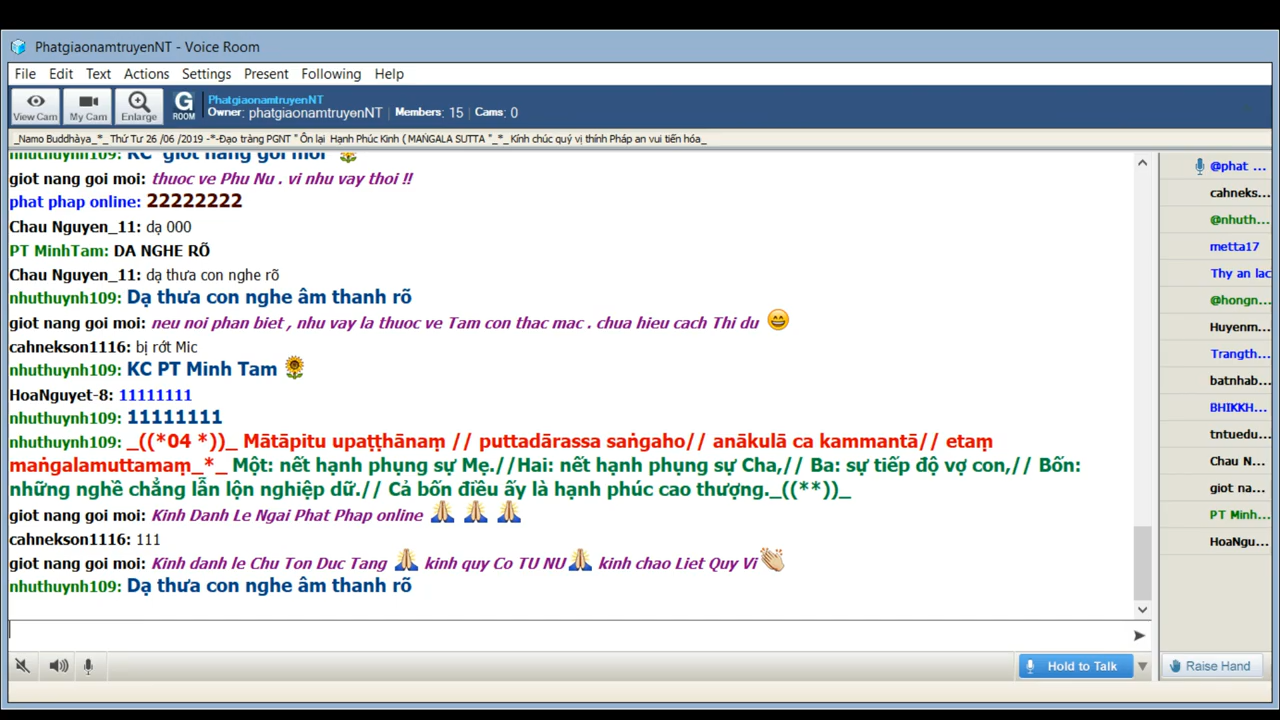 PhatgiaonamtruyenNT - Voice Room
File Edit Text Actions Settings Present Following Help
View Cam My Cam Enlarge G ROOM PhatgiaonamtruyenNT
Owner: phatgiaonamtruyenNT Members: 15 Cams: 0
_Namo Buddhàya_*_ Thứ Tư 26 /06 /2019 -*-Đạo tràng PGNT " Ôn lại Hạnh Phúc Kinh ( MAṄGALA SUTTA "_*_ Kính chúc quý vị thính Pháp an vui tiến hóa_
nhuthuynh109: KC giot nang goi moi
giot nang goi moi: thuoc ve Phu Nu . vi nhu vay thoi !!
phat phap online: 22222222
Chau Nguyen_11: dạ 000
PT MinhTam: DA NGHE RÕ
Chau Nguyen_11: dạ thưa con nghe rõ
nhuthuynh109: Dạ thưa con nghe âm thanh rõ
giot nang goi moi: neu noi phan biet , nhu vay la thuoc ve Tam con thac mac . chua hieu cach Thi du
cahnekson1116: bị rớt Mic
nhuthuynh109: KC PT Minh Tam
HoaNguyet-8: 11111111
nhuthuynh109: 11111111
nhuthuynh109: _((*04 *))_ Mātāpitu upaṭṭhānaṃ // puttadārassa saṅgaho// anākulā ca kammantā// etaṃ
maṅgalamuttamaṃ_*_ Một: nết hạnh phụng sự Mẹ.//Hai: nết hạnh phụng sự Cha,// Ba: sự tiếp độ vợ con,// Bốn:
những nghề chẳng lẫn lộn nghiệp dữ.// Cả bốn điều ấy là hạnh phúc cao thượng._((**))_
giot nang goi moi: Kinh Danh Le Ngai Phat Phap online
cahnekson1116: 111
giot nang goi moi: Kinh danh le Chu Ton Duc Tang kinh quy Co TU NU kinh chao Liet Quy Vi
nhuthuynh109: Dạ thưa con nghe âm thanh rõ
@phat ...
cahneks...
@nhuth...
metta17
Thy an lac
@hongn...
Huyenm...
Trangth...
batnhab...
BHIKKH...
tntuedu...
Chau N...
giot na...
PT Minh...
HoaNgu...
Hold to Talk
Raise Hand